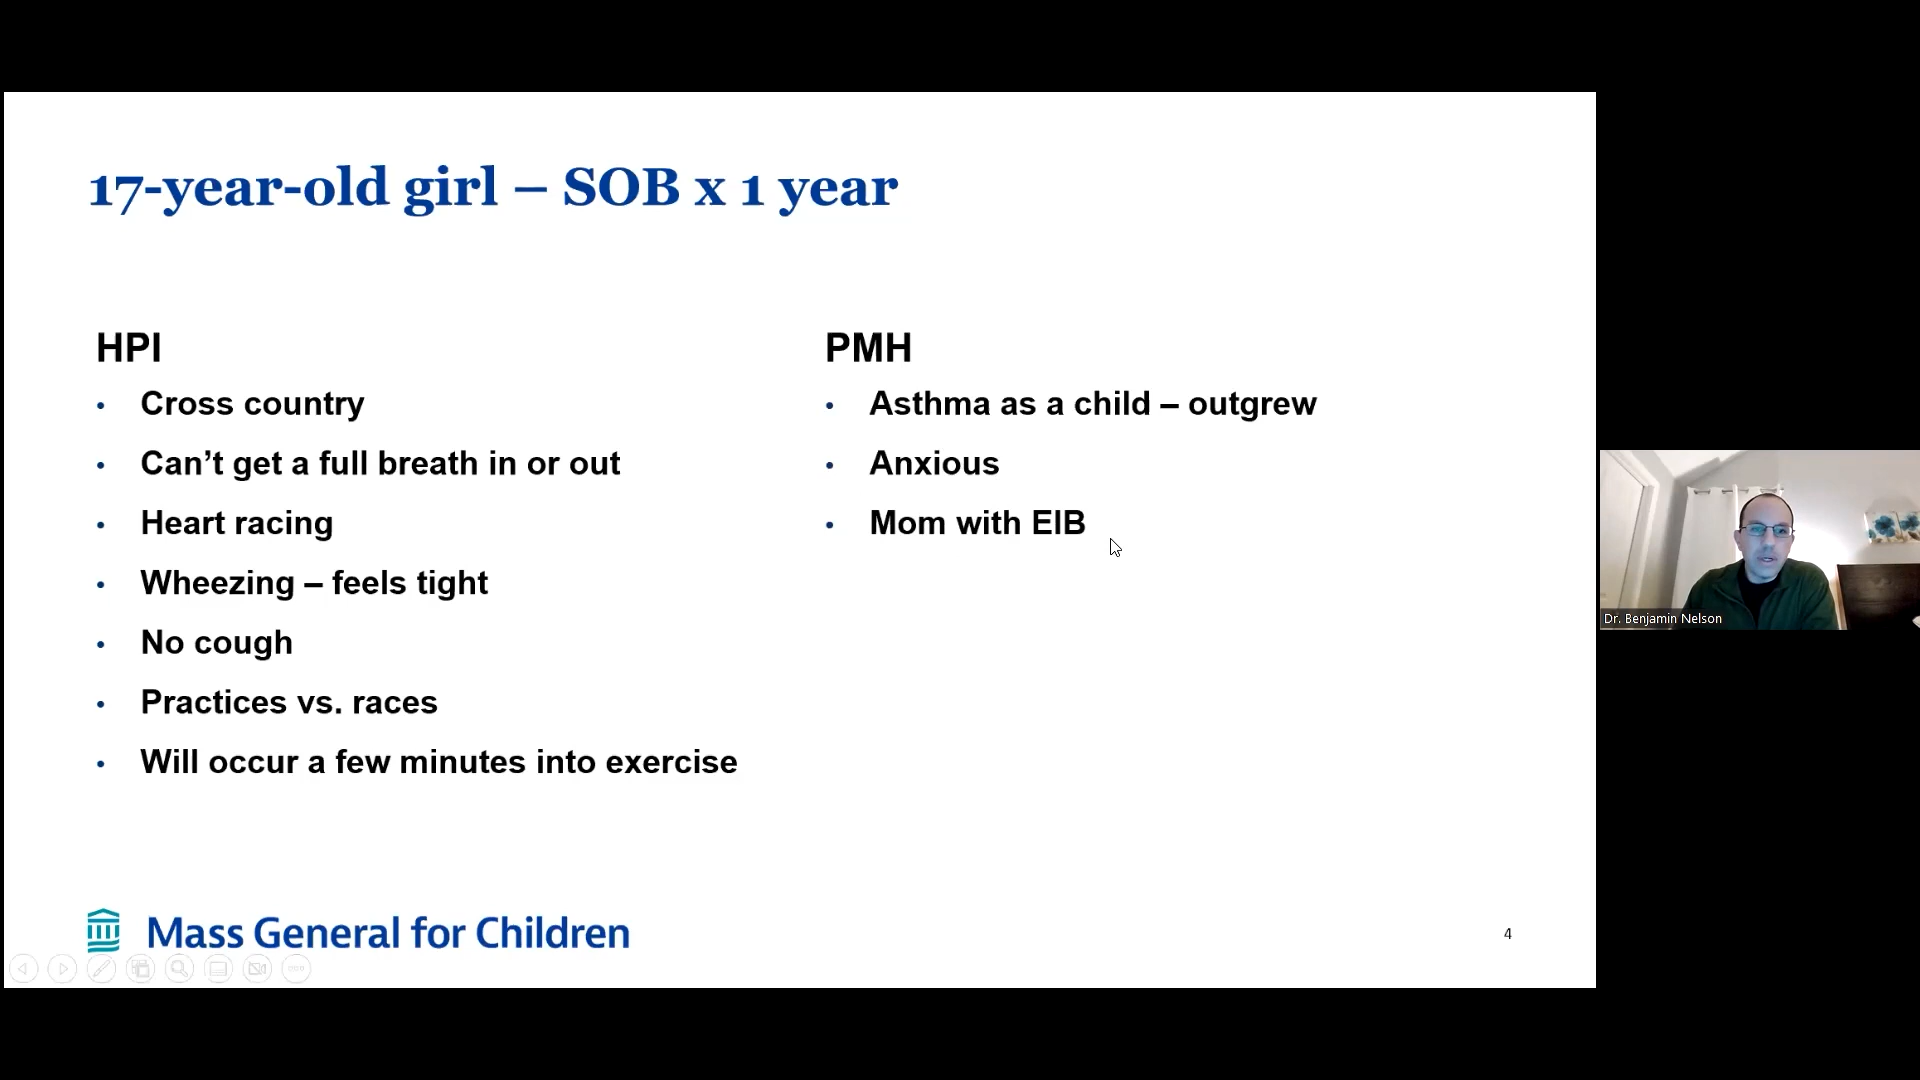 17-year-old girl – SOB x 1 year
HPI
• Cross country
• Can’t get a full breath in or out
• Heart racing
• Wheezing – feels tight
• No cough
• Practices vs. races
• Will occur a few minutes into exercise
PMH
• Asthma as a child – outgrew
• Anxious
• Mom with EIB
Dr. Benjamin Nelson
Mass General for Children
4